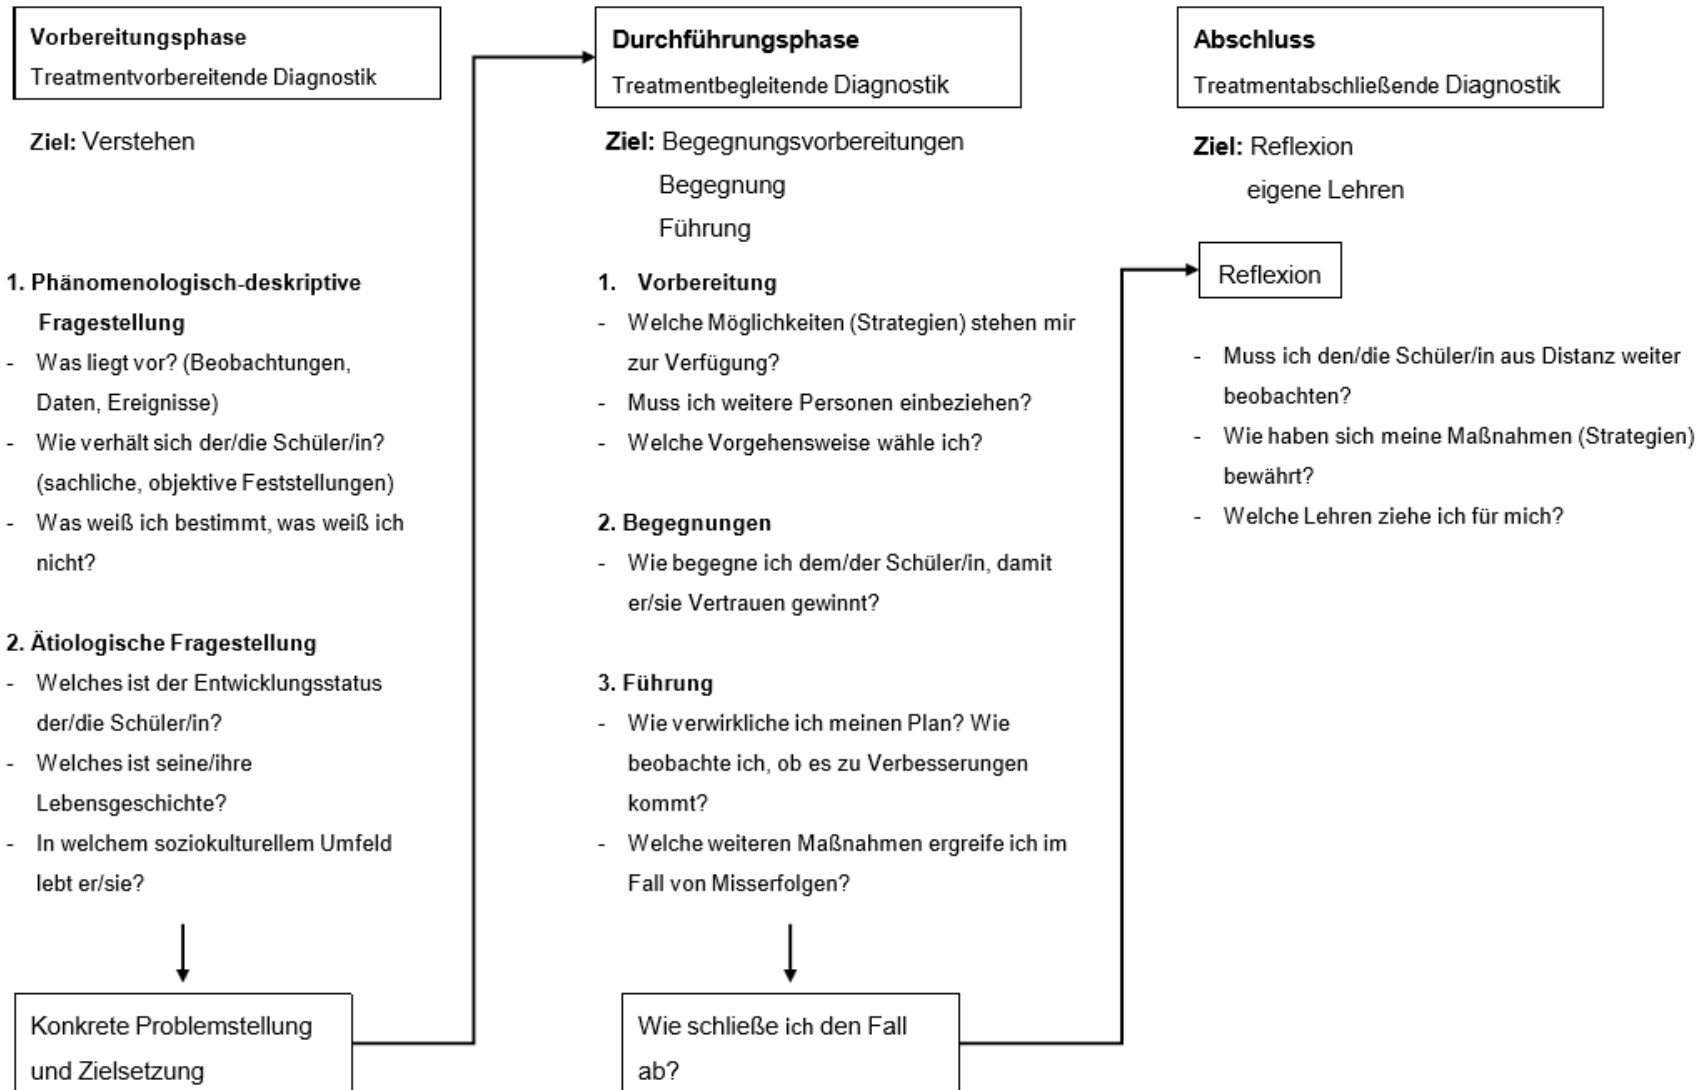 Vorbereitungsphase
Treatmentvorbereitende Diagnostik
Ziel: Verstehen
1. Phänomenologisch-deskriptive
Fragestellung
- Was liegt vor? (Beobachtungen,
Daten, Ereignisse)
- Wie verhält sich der/die Schüler/in?
(sachliche, objektive Feststellungen)
- Was weiß ich bestimmt, was weiß ich
nicht?
2. Ätiologische Fragestellung
- Welches ist der Entwicklungsstatus
der/die Schüler/in?
- Welches ist seine/ihre
Lebensgeschichte?
- In welchem soziokulturellem Umfeld
lebt er/sie?
Konkrete Problemstellung
und Zielsetzung
Durchführungsphase
Treatmentbegleitende Diagnostik
Ziel: Begegnungsvorbereitungen
Begegnung
Führung
1. Vorbereitung
- Welche Möglichkeiten (Strategien) stehen mir
zur Verfügung?
- Muss ich weitere Personen einbeziehen?
- Welche Vorgehensweise wähle ich?
2. Begegnungen
- Wie begegne ich dem/der Schüler/in, damit
er/sie Vertrauen gewinnt?
3. Führung
- Wie verwirkliche ich meinen Plan? Wie
beobachte ich, ob es zu Verbesserungen
kommt?
- Welche weiteren Maßnahmen ergreife ich im
Fall von Misserfolgen?
Wie schließe ich den Fall
ab?
Abschluss
Treatmentabschließende Diagnostik
Ziel: Reflexion
eigene Lehren
Reflexion
- Muss ich den/die Schüler/in aus Distanz weiter
beobachten?
- Wie haben sich meine Maßnahmen (Strategien)
bewährt?
- Welche Lehren ziehe ich für mich?